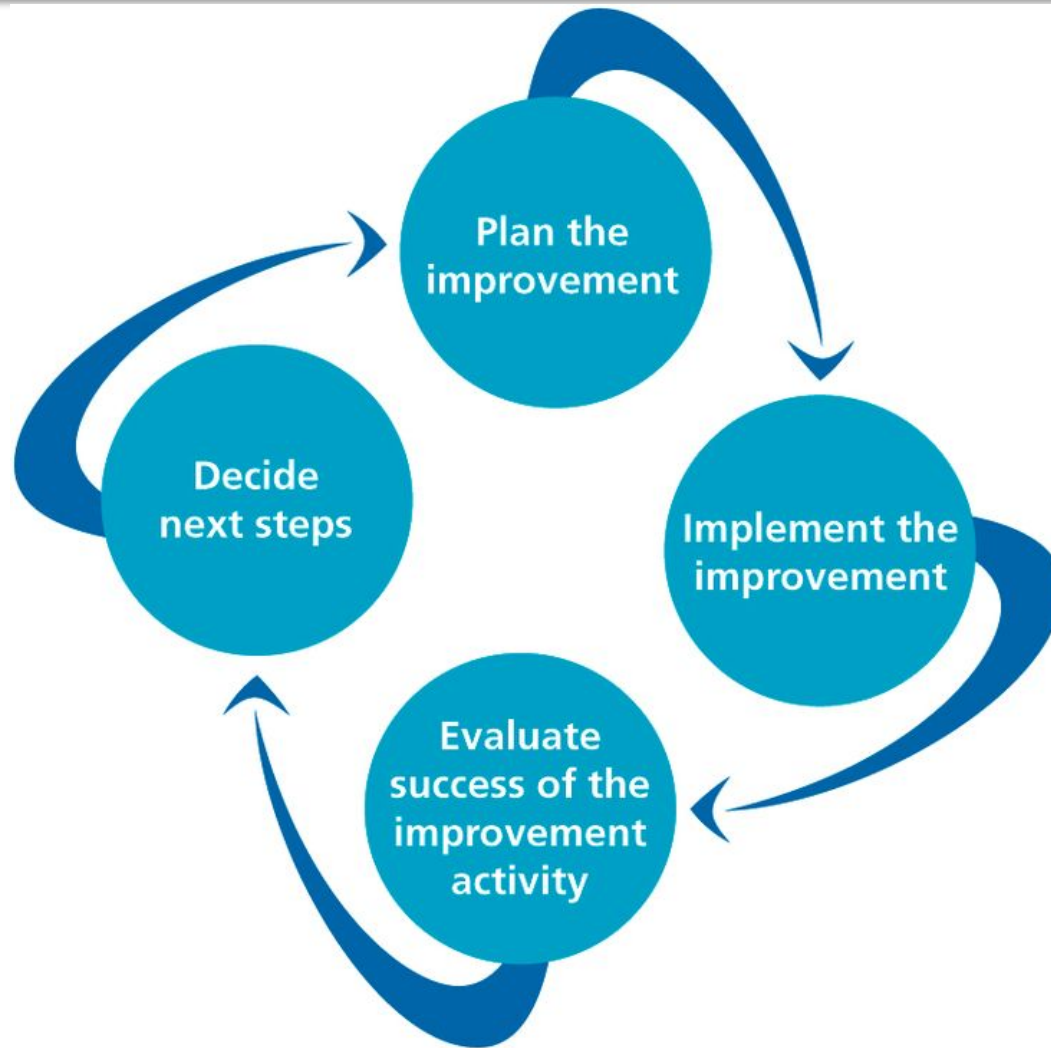 Plan the
improvement
Implement the
improvement
Evaluate
success of the
improvement
activity
Decide
next steps